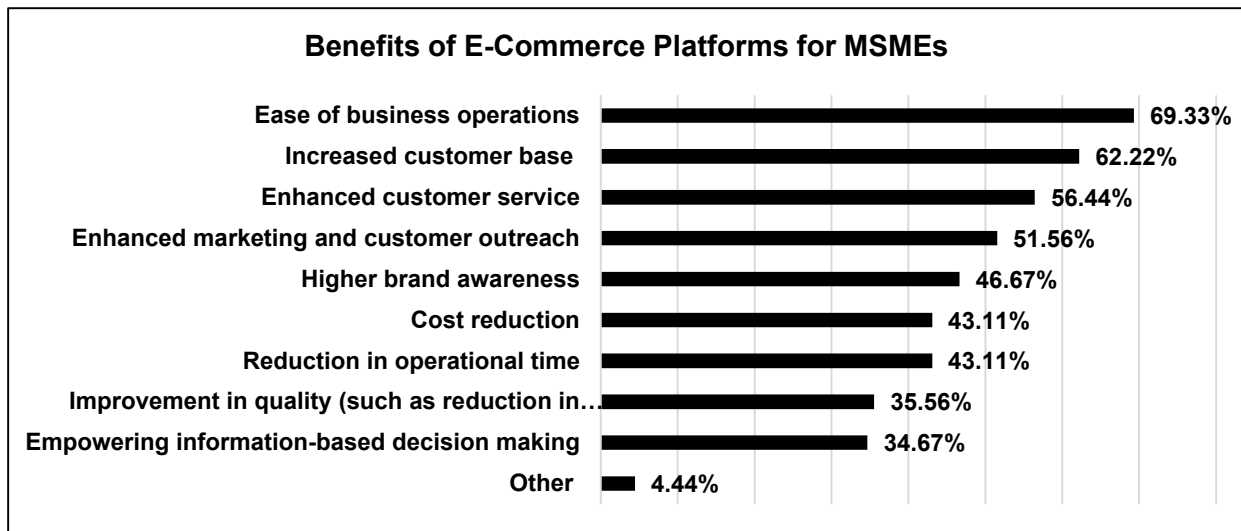 Benefits of E-Commerce Platforms for MSMEs
Ease of business operations 69.33%
Increased customer base 62.22%
Enhanced customer service 56.44%
Enhanced marketing and customer outreach 51.56%
Higher brand awareness 46.67%
Cost reduction 43.11%
Reduction in operational time 43.11%
Improvement in quality (such as reduction in… 35.56%
Empowering information-based decision making 34.67%
Other 4.44%